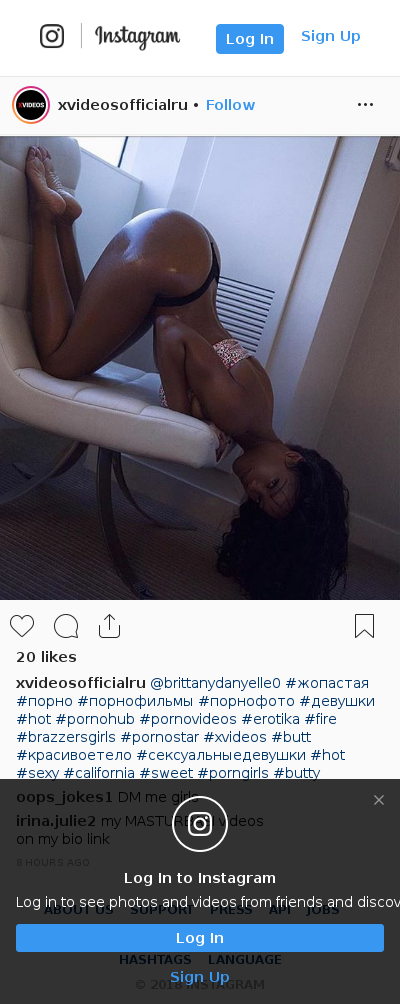 Instagram
Log In
Sign Up
XVIDEOS
xvideosofficialru • Follow
20 likes
xvideosofficialru @brittanydanyelle0 #жопастая
#порно #порнофильмы #порнофото #девушки
#hot #pornohub #pornovideos #erotika #fire
#brazzersgirls #pornostar #xvideos #butt
#красивоетело #сексуальныедевушки #hot
#sexy #california #sweet #porngirls #butty
oops_jokes1 DM me girls
irina.julie2 my videos
on my bio link
8 HOURS AGO
Log In to Instagram
Log in to see photos and videos from friends and discov
ABOUT US SUPPORT PRESS API JOBS
Log In
HASHTAGS LANGUAGE
Sign Up
© 2018 INSTAGRAM